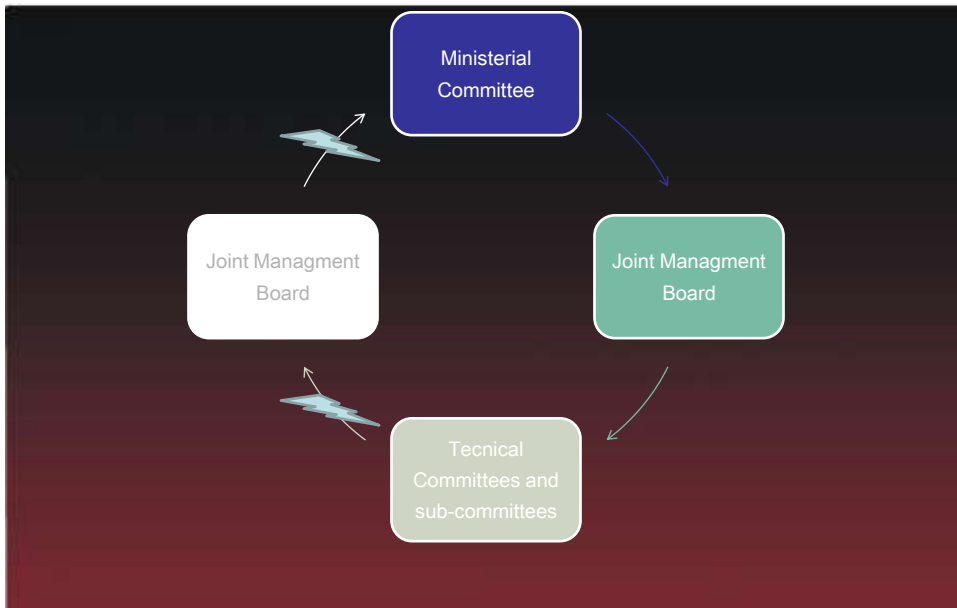 Ministerial
Committee
Joint Managment
Board
Joint Managment
Board
Tecnical
Committees and
sub-committees